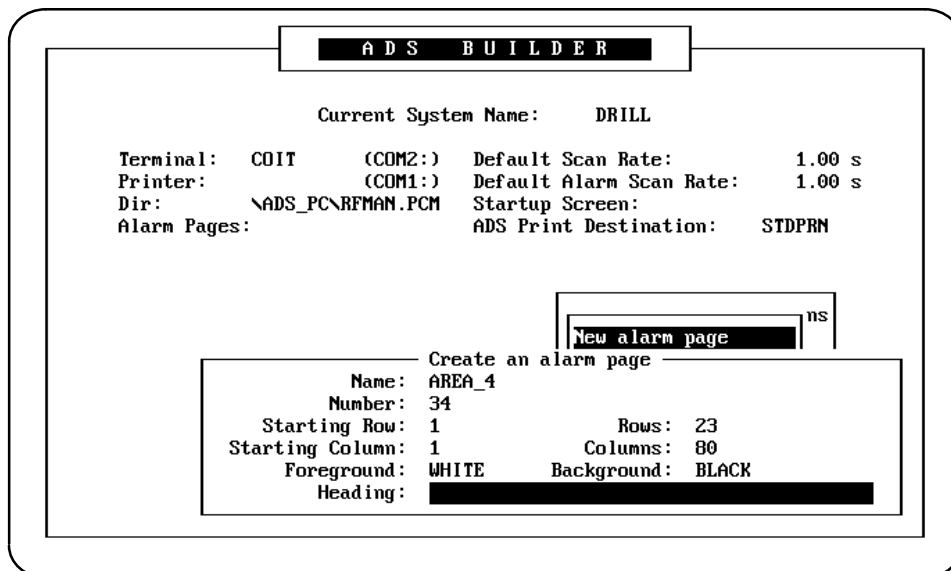 ADS BUILDER
Current System Name: DRILL
Terminal: COIT (COM2:) Default Scan Rate: 1.00 s
Printer: (COM1:) Default Alarm Scan Rate: 1.00 s
Dir: \ADS_PC\RFMAN.PCM Startup Screen:
Alarm Pages: ADS Print Destination: STDPRN
ns
New alarm page
Create an alarm page
Name: AREA_4
Number: 34
Starting Row: 1 Rows: 23
Starting Column: 1 Columns: 80
Foreground: WHITE Background: BLACK
Heading: